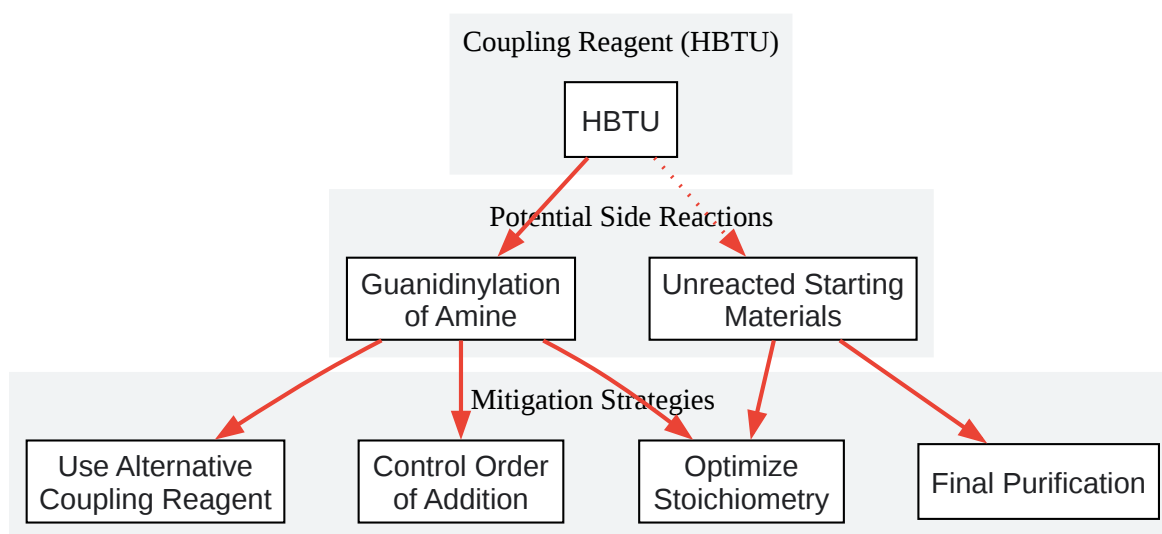 Coupling Reagent (HBTU)
HBTU
Potential Side Reactions
Guanidinylation
of Amine
Unreacted Starting
Materials
Mitigation Strategies
Use Alternative
Coupling Reagent
Control Order
of Addition
Optimize
Stoichiometry
Final Purification